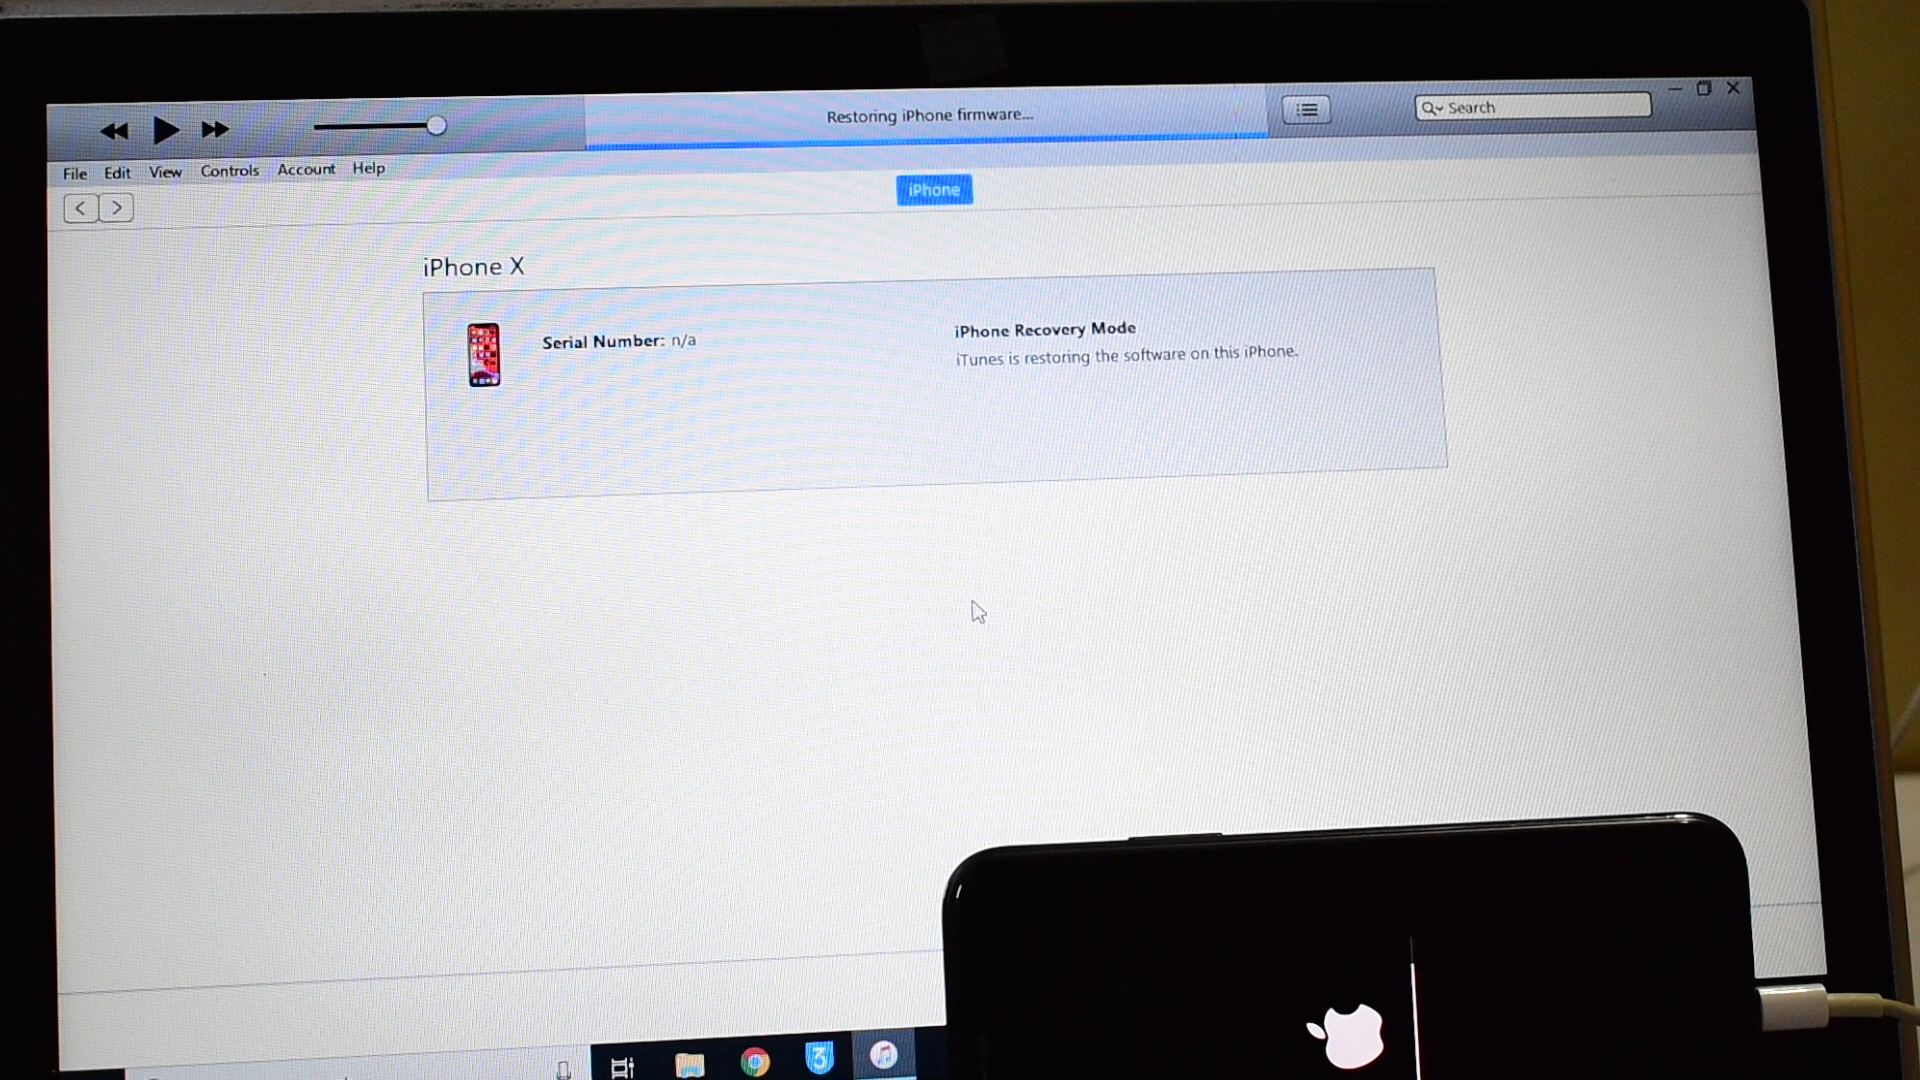 Restoring iPhone firmware...
Search
File Edit View Controls Account Help
iPhone
iPhone X
Serial Number: n/a
iPhone Recovery Mode
iTunes is restoring the software on this iPhone.
3